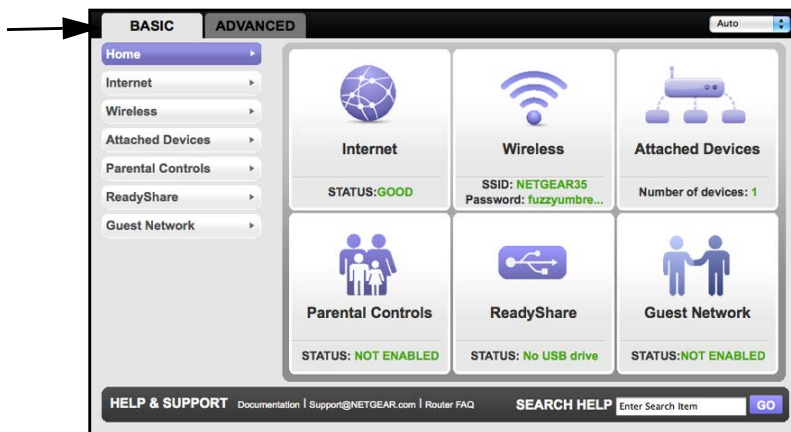 BASIC ADVANCED Auto
Home
Internet
Wireless
Attached Devices
Parental Controls
ReadyShare
Guest Network
Internet
STATUS:GOOD
Wireless
SSID: NETGEAR35
Password: fuzzyumbre...
Attached Devices
Number of devices: 1
Parental Controls
STATUS: NOT ENABLED
ReadyShare
STATUS: No USB drive
Guest Network
STATUS:NOT ENABLED
HELP & SUPPORT Documentation | Support@NETGEAR.com | Router FAQ SEARCH HELP Enter Search Item GO